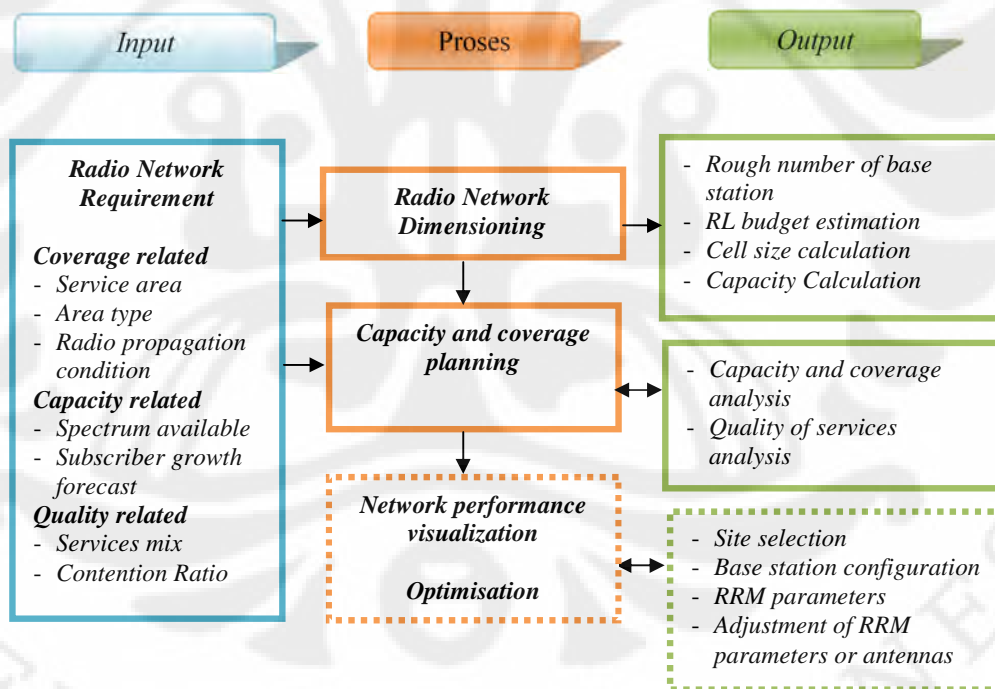 Input
Proses
Output
Radio Network
Requirement
Coverage related
- Service area
- Area type
- Radio propagation
condition
Capacity related
- Spectrum available
- Subscriber growth
forecast
Quality related
- Services mix
- Contention Ratio
Radio Network
Dimensioning
Capacity and coverage
planning
Network performance
visualization
Optimisation
- Rough number of base
station
- RL budget estimation
- Cell size calculation
- Capacity Calculation
- Capacity and coverage
analysis
- Quality of services
analysis
- Site selection
- Base station configuration
- RRM parameters
- Adjustment of RRM
parameters or antennas